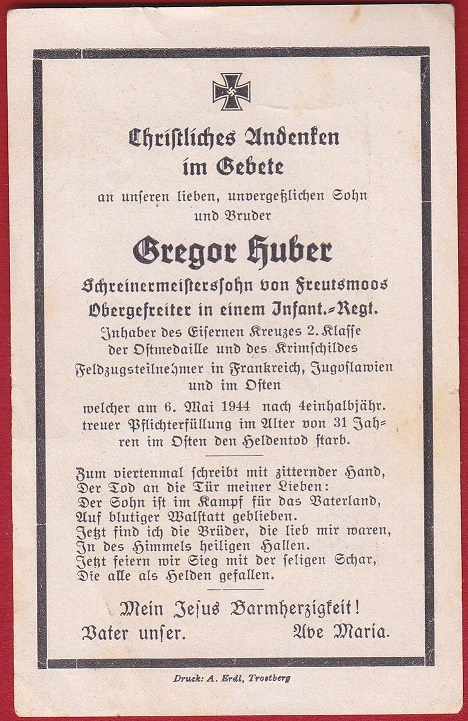 Christliches Andenken
im Gebete
an unseren lieben, unvergeßlichen Sohn
und Bruder
Gregor Huber
Schreinermeisterssohn von Freutsmoos
Obergefreiter in einem Infant.-Regt.
Inhaber des Eisernen Kreuzes 2. Klasse
der Ostmedaille und des Krimschildes
Feldzugsteilnehmer in Frankreich, Jugoslawien
und im Osten
welcher am 6. Mai 1944 nach 4einhalbjähr.
treuer Pflichterfüllung im Alter von 31 Jah-
ren im Osten den Heldentod starb.
Zum viertenmal schreibt mit zitternder Hand,
Der Tod an die Tür meiner Lieben:
Der Sohn ist im Kampf für das Vaterland,
Auf blutiger Walstatt geblieben.
Jetzt find ich die Brüder, die lieb mir waren,
In des Himmels heiligen Hallen.
Jetzt feiern wir Sieg mit der seligen Schar,
Die alle als Helden gefallen.
Mein Jesus Barmherzigkeit!
Vater unser. Ave Maria.
Druck: A. Erdl, Trostberg